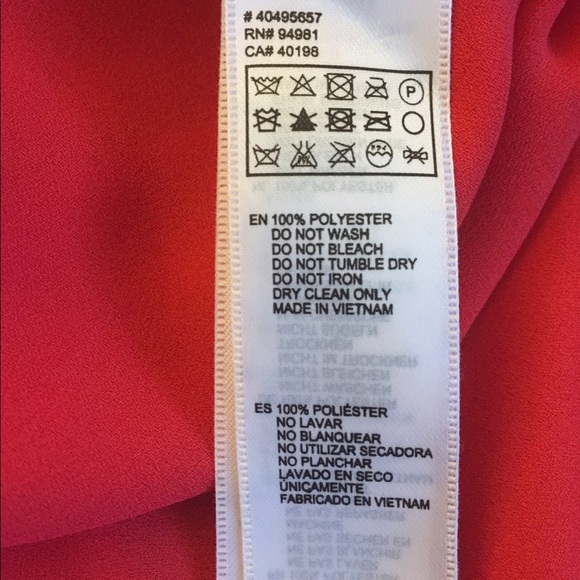 # 40495657
RN# 94981
CA# 40198
P
EN 100% POLYESTER
DO NOT WASH
DO NOT BLEACH
DO NOT TUMBLE DRY
DO NOT IRON
DRY CLEAN ONLY
MADE IN VIETNAM
ES 100% POLIÉSTER
NO LAVAR
NO BLANQUEAR
NO UTILIZAR SECADORA
NO PLANCHAR
LAVADO EN SECO
ÚNICAMENTE
FABRICADO EN VIETNAM